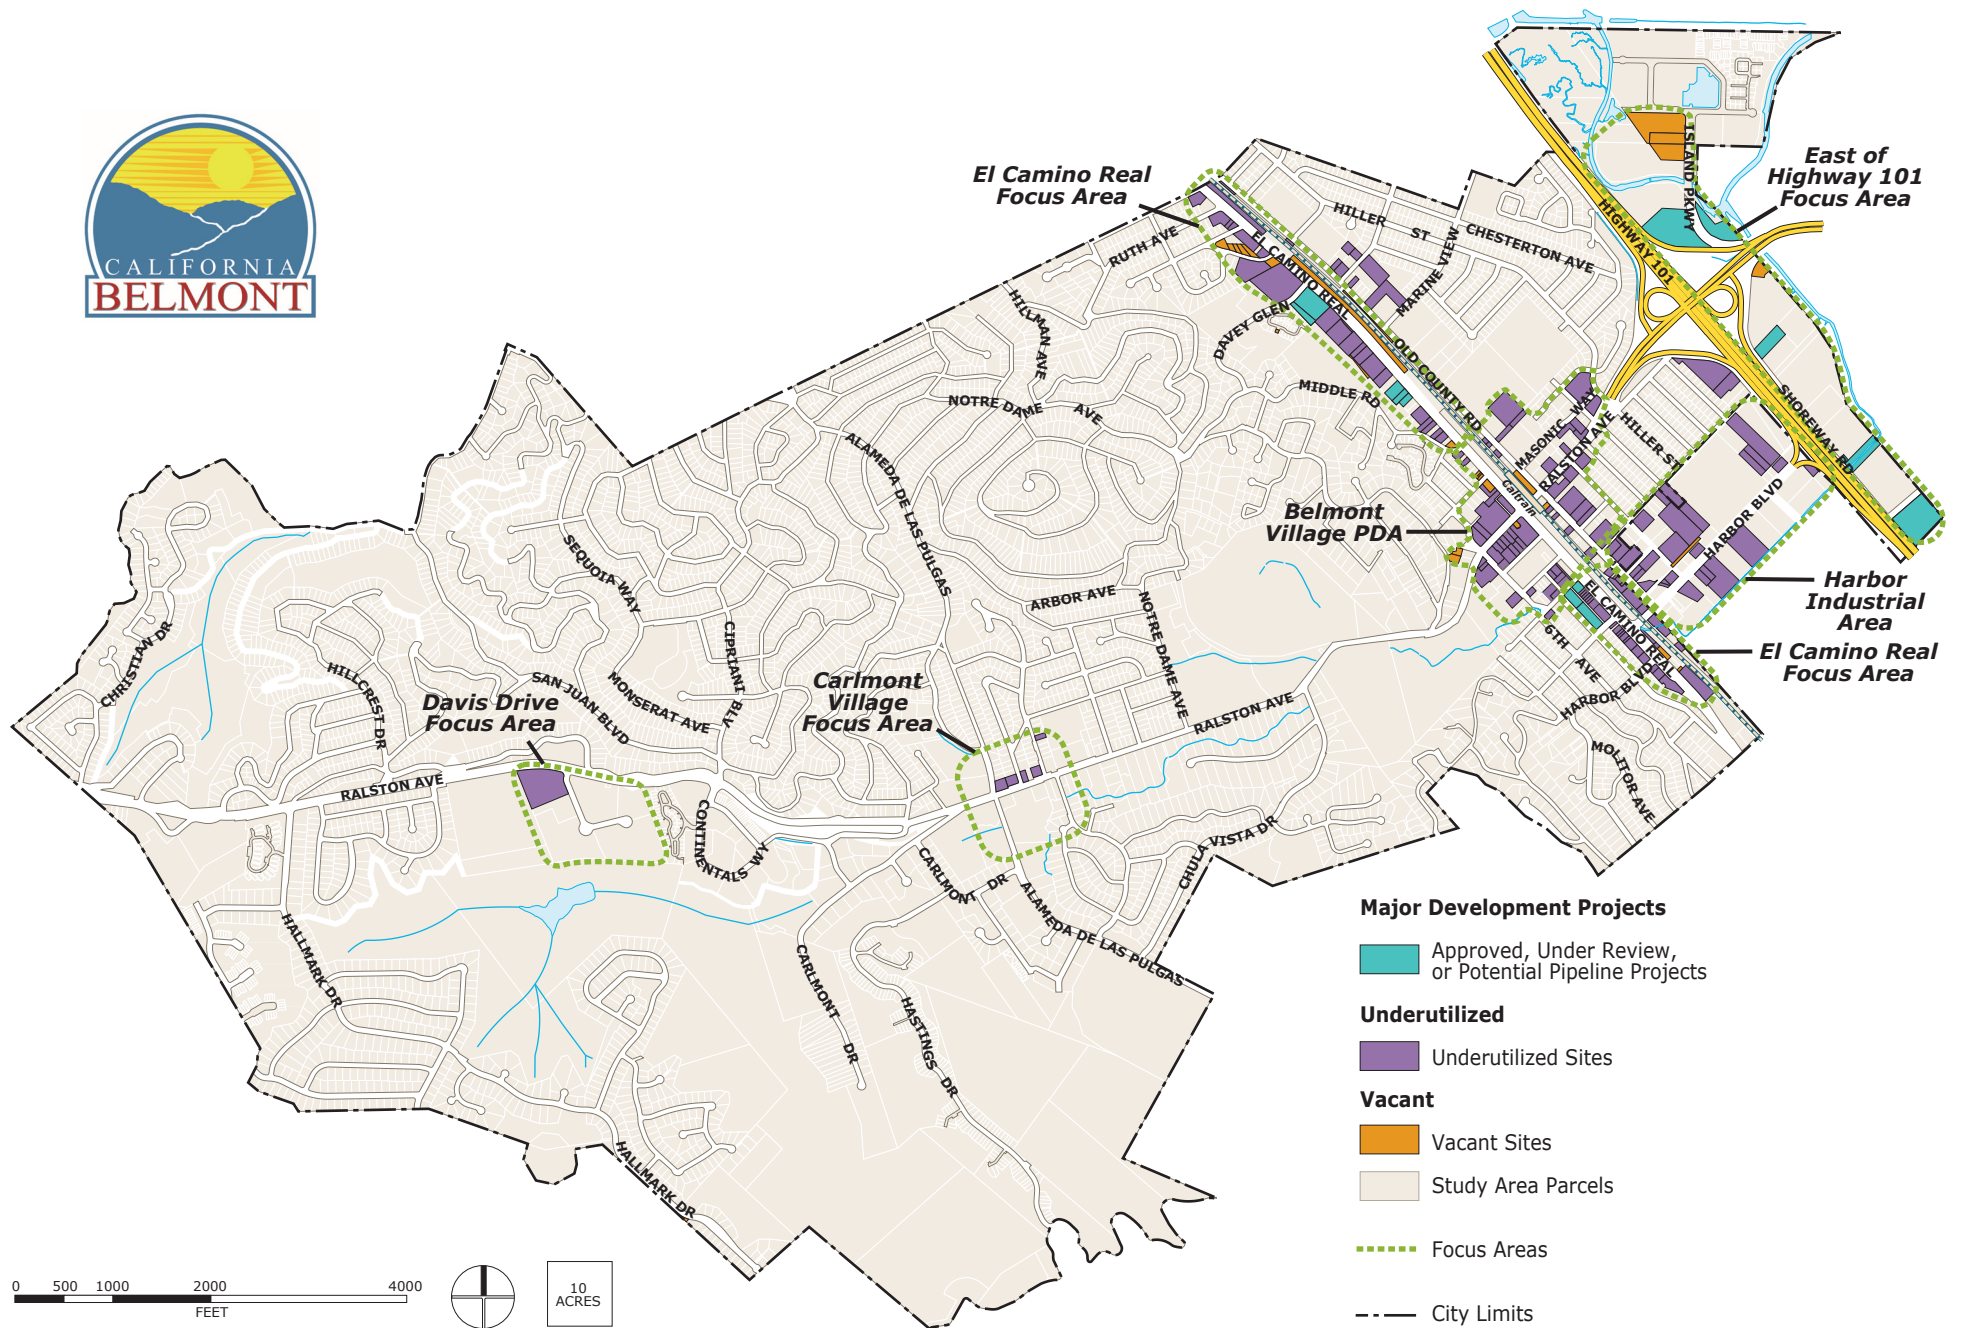 CALIFORNIA
BELMONT
El Camino Real
Focus Area
East of
Highway 101
Focus Area
ISLAND PKWY
HIGHWAY 101
HILLER ST
CHESTERTON AVE
MARINE VIEW
RUTH AVE
EL CAMINO REAL
OLD COUNTY RD
DAVEY GLEN
HILLMAN AVE
MIDDLE RD
NOTRE DAME AVE
ALAMEDA DE LAS PULGAS
MASONIC WAY
RALSTON AVE
HILLER ST
SHOREWAY RD
HARBOR BLVD
Caltrain
Belmont
Village PDA
Harbor
Industrial
Area
El Camino Real
Focus Area
EL CAMINO REAL
6TH AVE
HARBOR BLVD
MOLITOR AVE
SEQUOIA WAY
CIPRIANI BLV
ARBOR AVE
NOTRE DAME AVE
CHRISTIAN DR
HILLCREST DR
SAN JUAN BLVD
MONSERAT AVE
Davis Drive
Focus Area
Carlmont
Village
Focus Area
RALSTON AVE
RALSTON AVE
CONTINENTALS WY
CHULA VISTA DR
CARLMONT DR
ALAMEDA DE LAS PULGAS
HALLMARK DR
CARLMONT DR
HASTINGS DR
HALLMARK DR
Major Development Projects
Approved, Under Review,
or Potential Pipeline Projects
Underutilized
Underutilized Sites
Vacant
Vacant Sites
Study Area Parcels
Focus Areas
City Limits
0 500 1000 2000 4000
FEET
10
ACRES